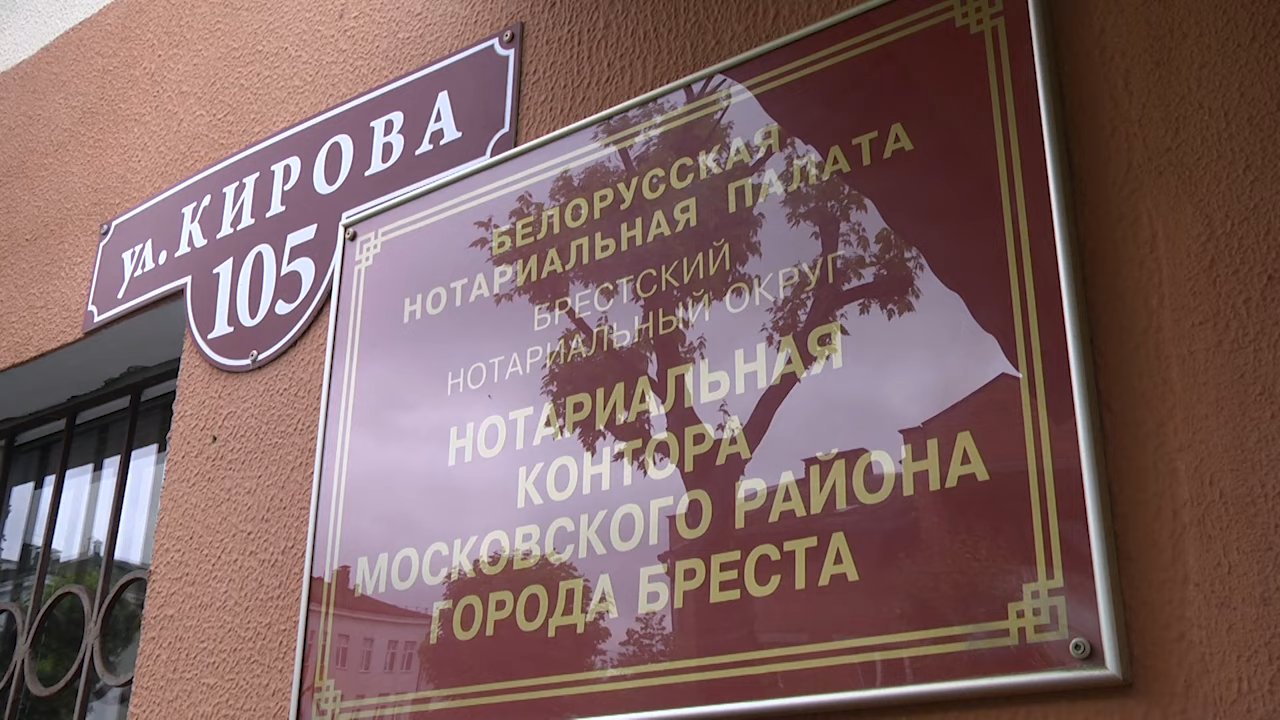 ул. КИРОВА
105
БЕЛОРУССКАЯ
НОТАРИАЛЬНАЯ ПАЛАТА
БРЕСТСКИЙ
НОТАРИАЛЬНЫЙ ОКРУГ
НОТАРИАЛЬНАЯ
КОНТОРА
МОСКОВСКОГО РАЙОНА
ГОРОДА БРЕСТА